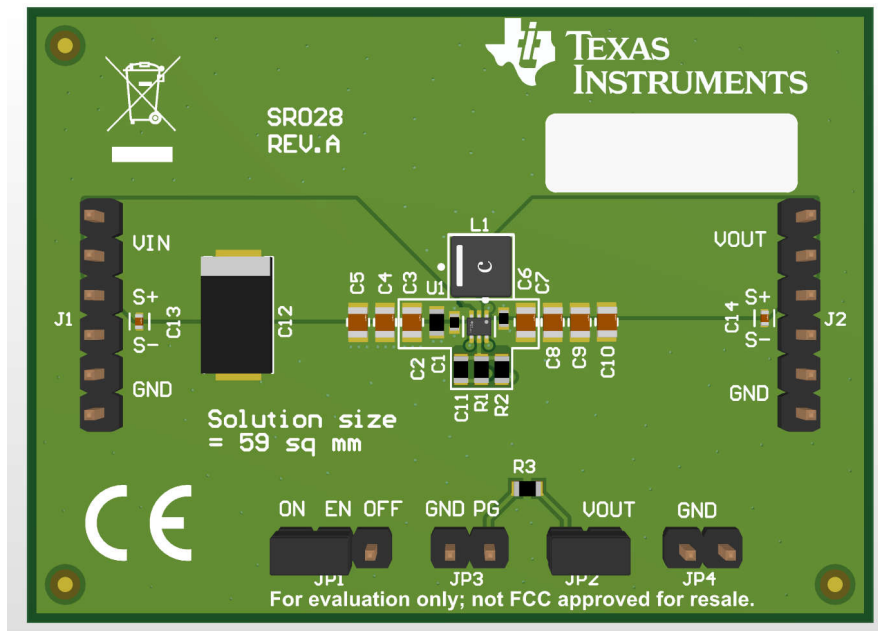 TEXAS
INSTRUMENTS
SR028
REV.A
L1
VIN
VOUT
C5
C4
C3
U1
C6
C7
S+
S-
J1
C13
C12
C2
C1
C8
C9
C10
C14
S+
S-
J2
GND
GND
C11
R1
R2
Solution size
= 59 sq mm
R3
ON EN OFF
GND PG
VOUT
GND
JP1
JP3
JP2
JP4
CE
For evaluation only; not FCC approved for resale.